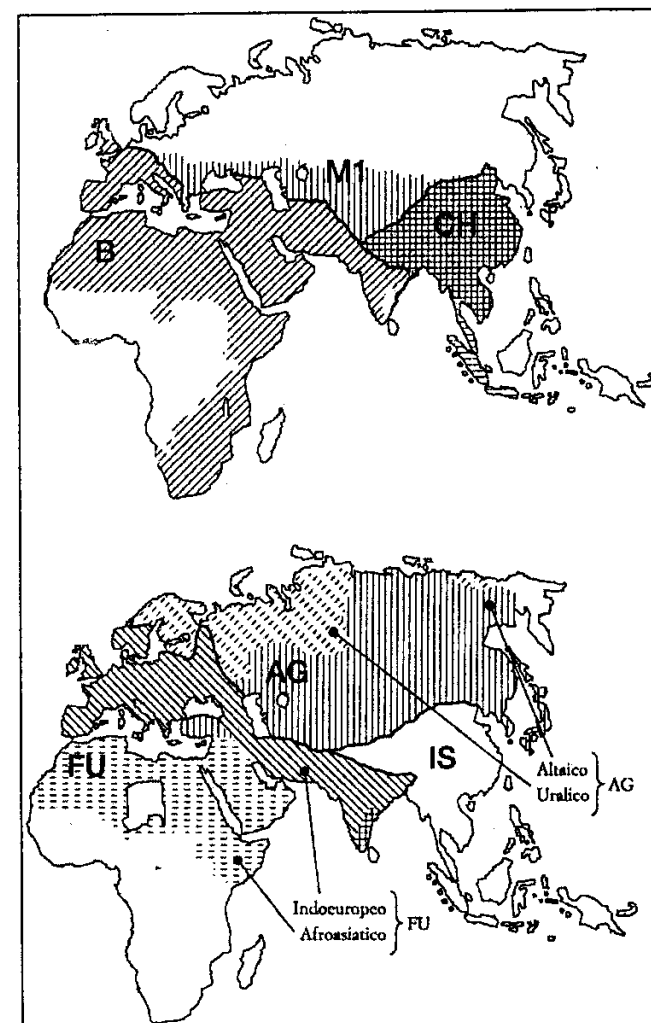 M1
CH
B
AG
FU
IS
Altaico
Uralico
AG
Indoeuropeo
Afroasiatico
FU